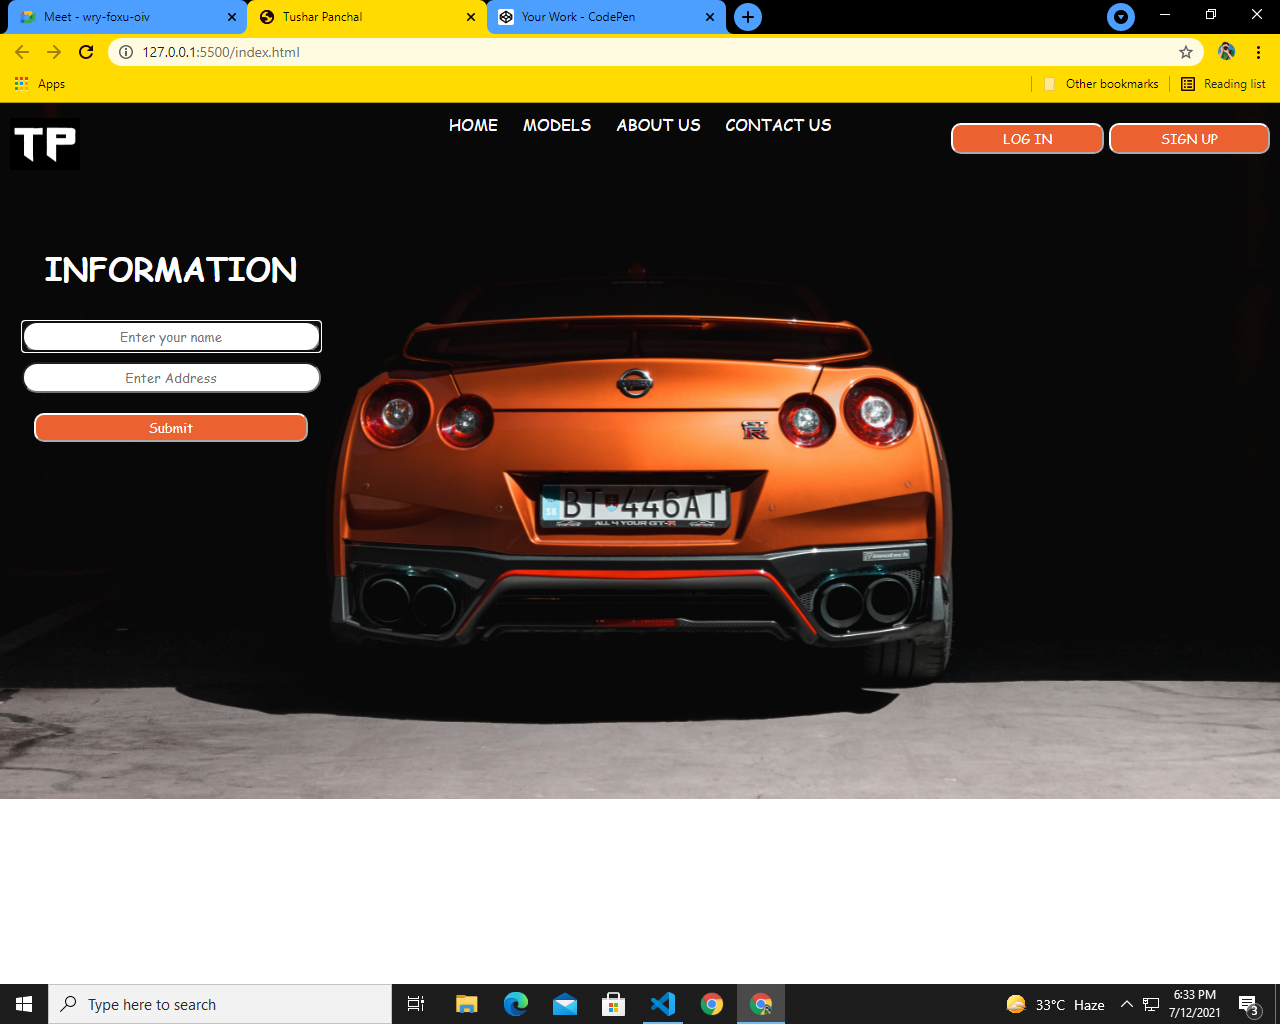 Meet - wry-foxu-oiv
Tushar Panchal
Your Work - CodePen
127.0.0.1:5500/index.html
Apps
Other bookmarks
Reading list
TP
HOME
MODELS
ABOUT US
CONTACT US
LOG IN
SIGN UP
INFORMATION
Enter your name
Enter Address
Submit
GT-R
BT 446AT
SK
ALL 4 YOUR GT-R
Type here to search
33°C Haze
6:33 PM
7/12/2021
3